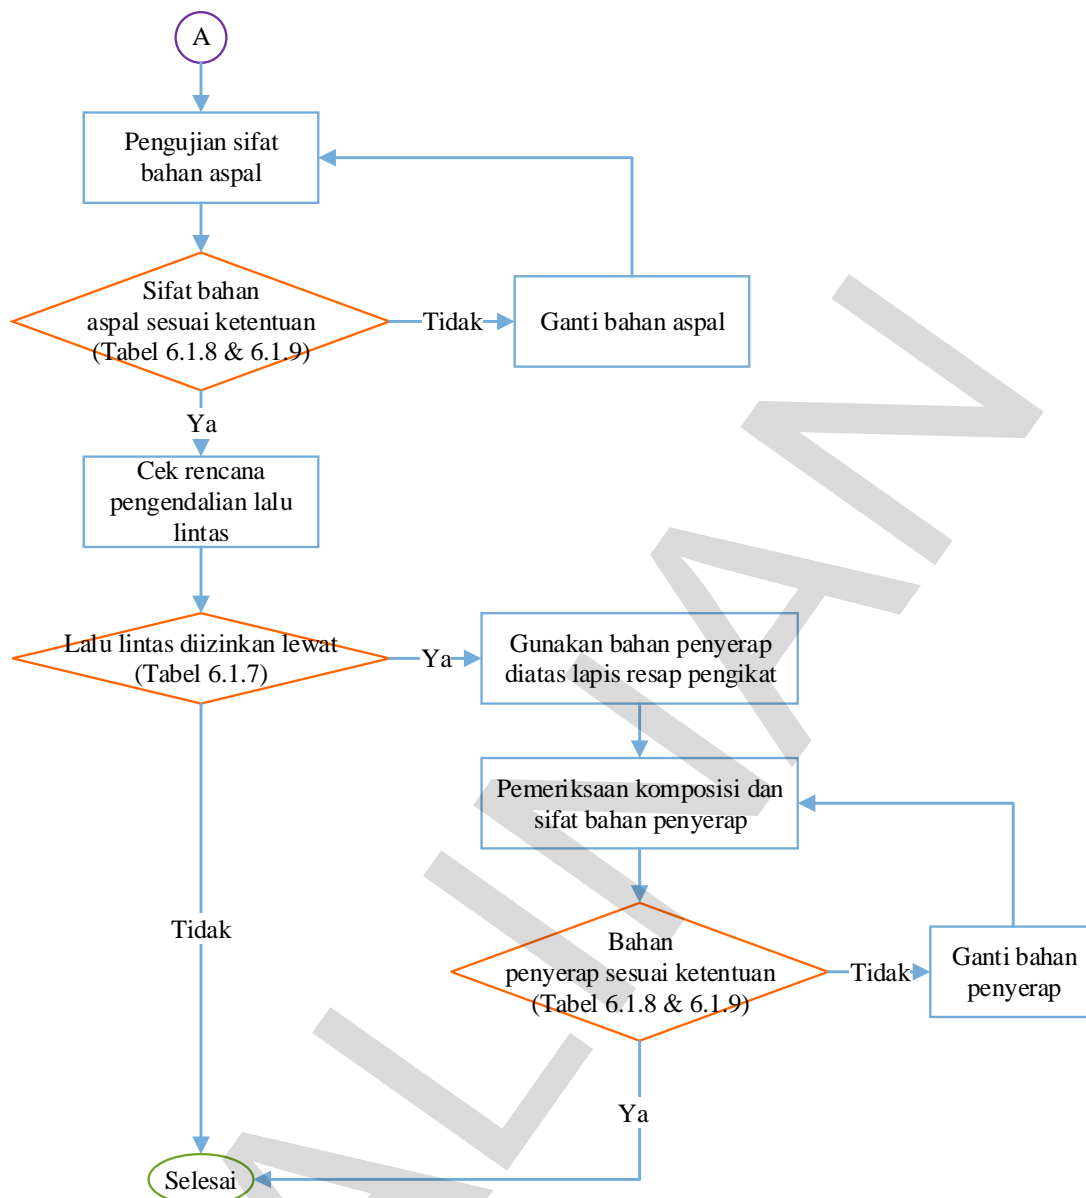 A
Pengujian sifat
bahan aspal
Sifat bahan
aspal sesuai ketentuan
(Tabel 6.1.8 & 6.1.9)
Tidak
Ganti bahan aspal
Ya
Cek rencana
pengendalian lalu
lintas
Lalu lintas diizinkan lewat
(Tabel 6.1.7)
Ya
Gunakan bahan penyerap
diatas lapis resap pengikat
Pemeriksaan komposisi dan
sifat bahan penyerap
Tidak
Bahan
penyerap sesuai ketentuan
(Tabel 6.1.8 & 6.1.9)
Tidak
Ganti bahan
penyerap
Ya
Selesai
ALINAN